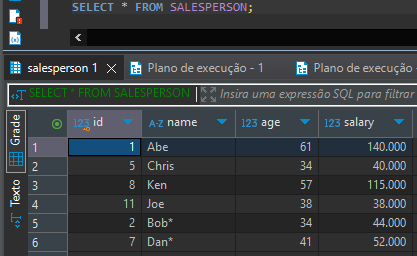 SELECT * FROM SALESPERSON;
salesperson 1 Plano de execução - 1 Plano de execução
SELECT * FROM SALESPERSON Insira uma expressão SQL para filtrar
Grade
Texto
123 id A-Z name 123 age 123 salary
1 1 Abe 61 140.000
2 5 Chris 34 40.000
3 8 Ken 57 115.000
4 11 Joe 38 38.000
5 2 Bob* 34 44.000
6 7 Dan* 41 52.000